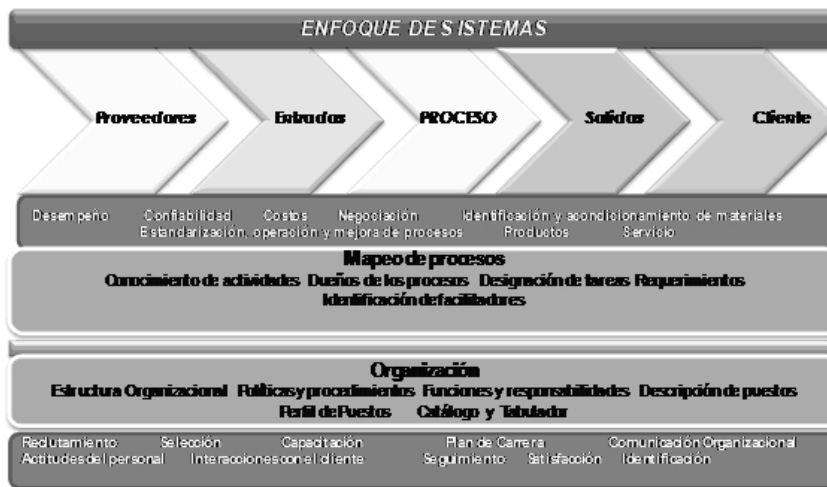 ENFOQUE DE SISTEMAS
Proveedores Entradas PROCESO Salidas Cliente
Desempeño Confiabilidad Costos Negociación Identificación y acondicionamiento de materiales
Estandarización, operación y mejora de procesos Productos Servicio
Mapeo de procesos
Conocimiento de actividades Dueños de los procesos Designación de tareas Requerimientos
Identificación de facilitadores
Organización
Estructura Organizacional Políticas y procedimientos Funciones y responsabilidades Descripción de puestos
Perfil de Puestos Catálogo y Tabulador
Reclutamiento Selección Capacitación Plan de Carrera Comunicación Organizacional
Actitudes del personal Interacciones con el cliente Seguimiento Satisfacción Identificación